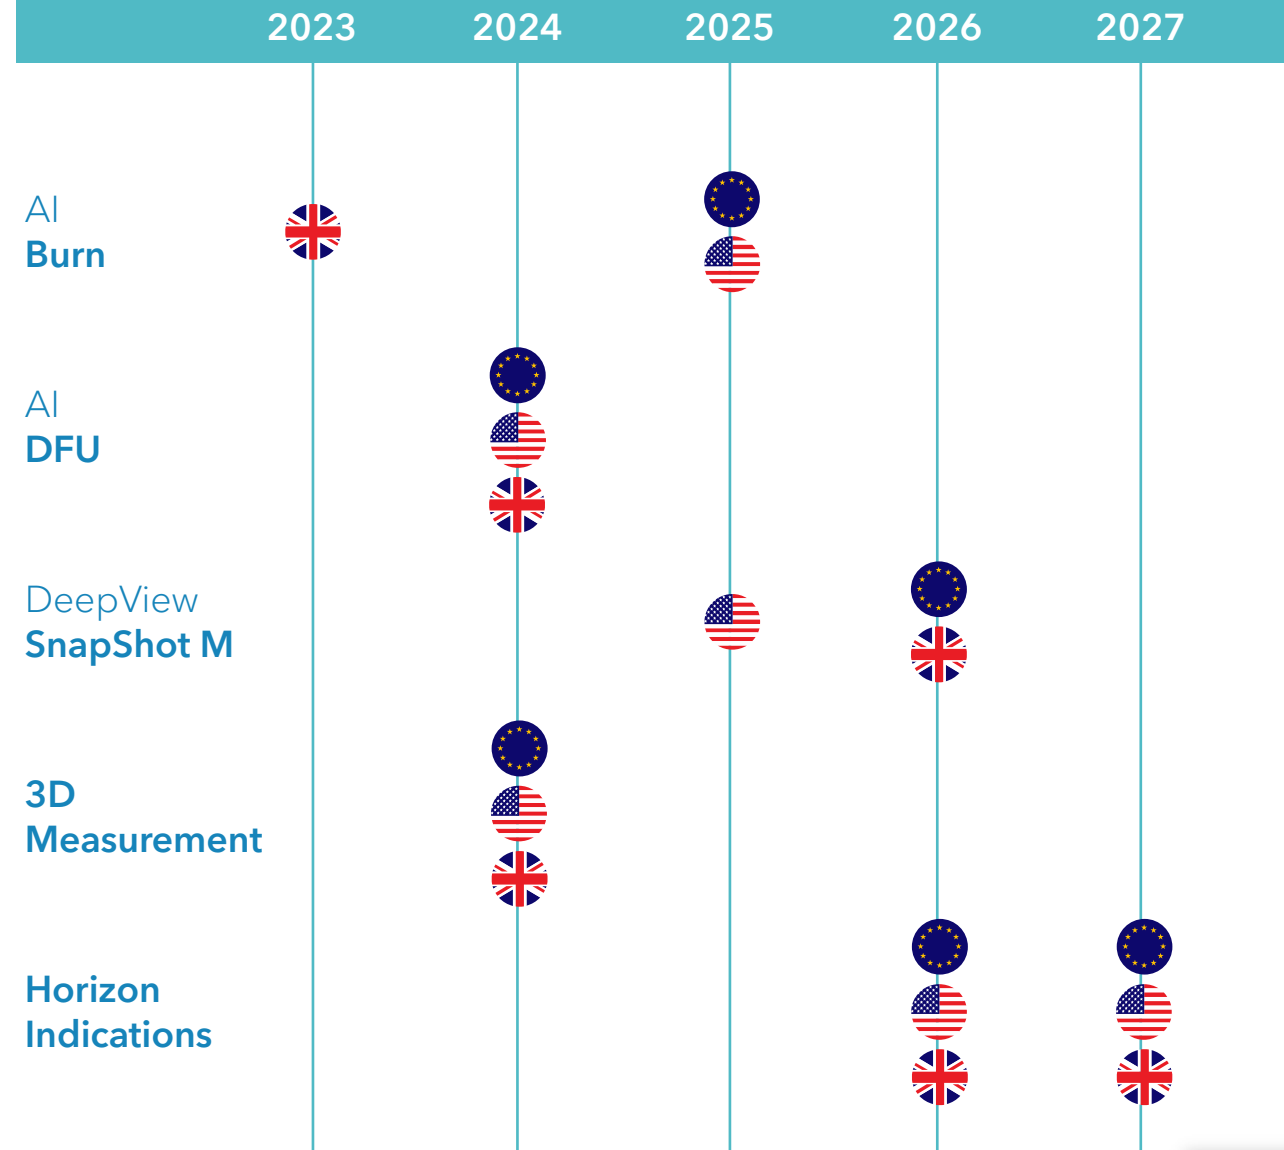 2023 2024 2025 2026 2027
AI
Burn
AI
DFU
DeepView
SnapShot M
3D
Measurement
Horizon
Indications